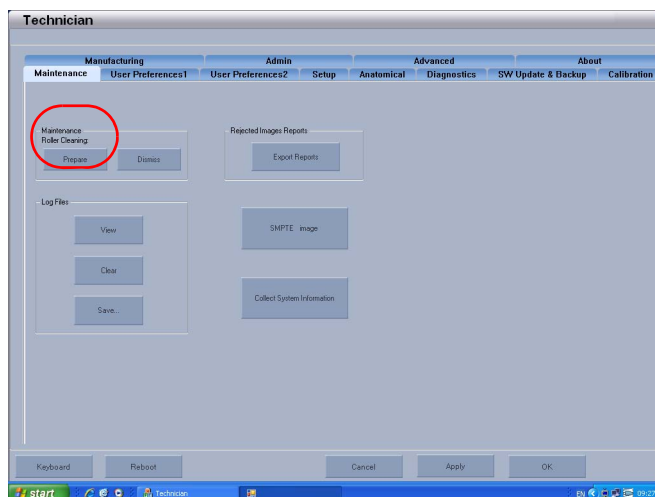 Technician
Manufacturing Admin Advanced About
Maintenance User Preferences1 User Preferences2 Setup Anatomical Diagnostics SW Update & Backup Calibration
Maintenance Rejected Images Reports
Roller Cleaning:
Prepare Dismiss Export Reports
Log Files
View SMPTE image
Clear
Collect System Information
Save...
Keyboard Reboot Cancel Apply OK
start Technician EN 09:27